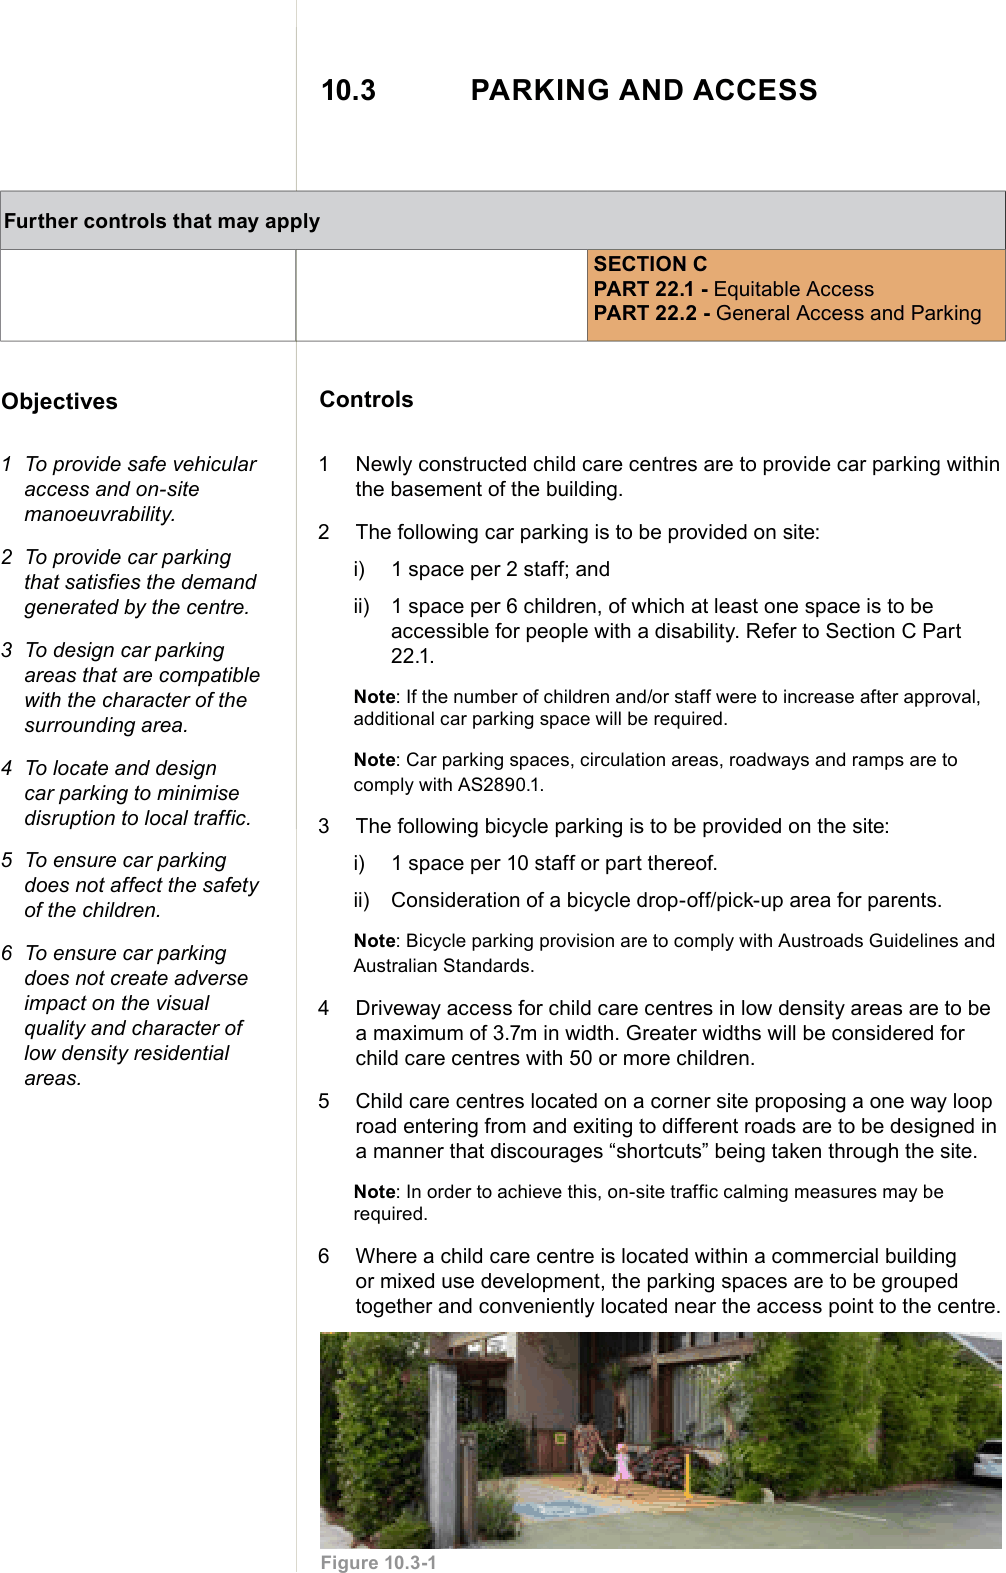 10.3 PARKING AND ACCESS
Further controls that may apply
SECTION C
PART 22.1 - Equitable Access
PART 22.2 - General Access and Parking
Objectives
1 To provide safe vehicular
access and on-site
manoeuvrability.
2 To provide car parking
that satisfies the demand
generated by the centre.
3 To design car parking
areas that are compatible
with the character of the
surrounding area.
4 To locate and design
car parking to minimise
disruption to local traffic.
5 To ensure car parking
does not affect the safety
of the children.
6 To ensure car parking
does not create adverse
impact on the visual
quality and character of
low density residential
areas.
Controls
1 Newly constructed child care centres are to provide car parking within
the basement of the building.
2 The following car parking is to be provided on site:
i) 1 space per 2 staff; and
ii) 1 space per 6 children, of which at least one space is to be
accessible for people with a disability. Refer to Section C Part
22.1.
Note: If the number of children and/or staff were to increase after approval,
additional car parking space will be required.
Note: Car parking spaces, circulation areas, roadways and ramps are to
comply with AS2890.1.
3 The following bicycle parking is to be provided on the site:
i) 1 space per 10 staff or part thereof.
ii) Consideration of a bicycle drop-off/pick-up area for parents.
Note: Bicycle parking provision are to comply with Austroads Guidelines and
Australian Standards.
4 Driveway access for child care centres in low density areas are to be
a maximum of 3.7m in width. Greater widths will be considered for
child care centres with 50 or more children.
5 Child care centres located on a corner site proposing a one way loop
road entering from and exiting to different roads are to be designed in
a manner that discourages “shortcuts” being taken through the site.
Note: In order to achieve this, on-site traffic calming measures may be
required.
6 Where a child care centre is located within a commercial building
or mixed use development, the parking spaces are to be grouped
together and conveniently located near the access point to the centre.
Figure 10.3-1